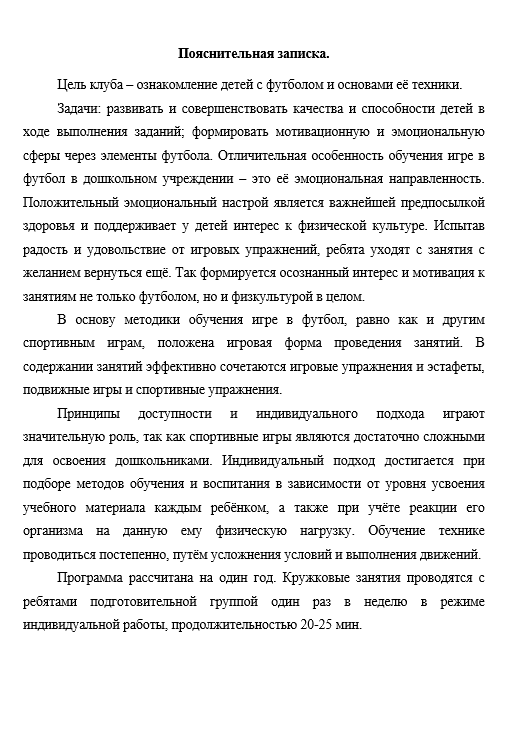 Пояснительная записка.
Цель клуба – ознакомление детей с футболом и основами её техники.
Задачи: развивать и совершенствовать качества и способности детей в
ходе выполнения заданий; формировать мотивационную и эмоциональную
сферы через элементы футбола. Отличительная особенность обучения игре в
футбол в дошкольном учреждении – это её эмоциональная направленность.
Положительный эмоциональный настрой является важнейшей предпосылкой
здоровья и поддерживает у детей интерес к физической культуре. Испытав
радость и удовольствие от игровых упражнений, ребята уходят с занятия с
желанием вернуться ещё. Так формируется осознанный интерес и мотивация к
занятиям не только футболом, но и физкультурой в целом.
В основу методики обучения игре в футбол, равно как и другим
спортивным играм, положена игровая форма проведения занятий. В
содержании занятий эффективно сочетаются игровые упражнения и эстафеты,
подвижные игры и спортивные упражнения.
Принципы доступности и индивидуального подхода играют
значительную роль, так как спортивные игры являются достаточно сложными
для освоения дошкольниками. Индивидуальный подход достигается при
подборе методов обучения и воспитания в зависимости от уровня усвоения
учебного материала каждым ребёнком, а также при учёте реакции его
организма на данную ему физическую нагрузку. Обучение технике
проводиться постепенно, путём усложнения условий и выполнения движений.
Программа рассчитана на один год. Кружковые занятия проводятся с
ребятами подготовительной группой один раз в неделю в режиме
индивидуальной работы, продолжительностью 20-25 мин.